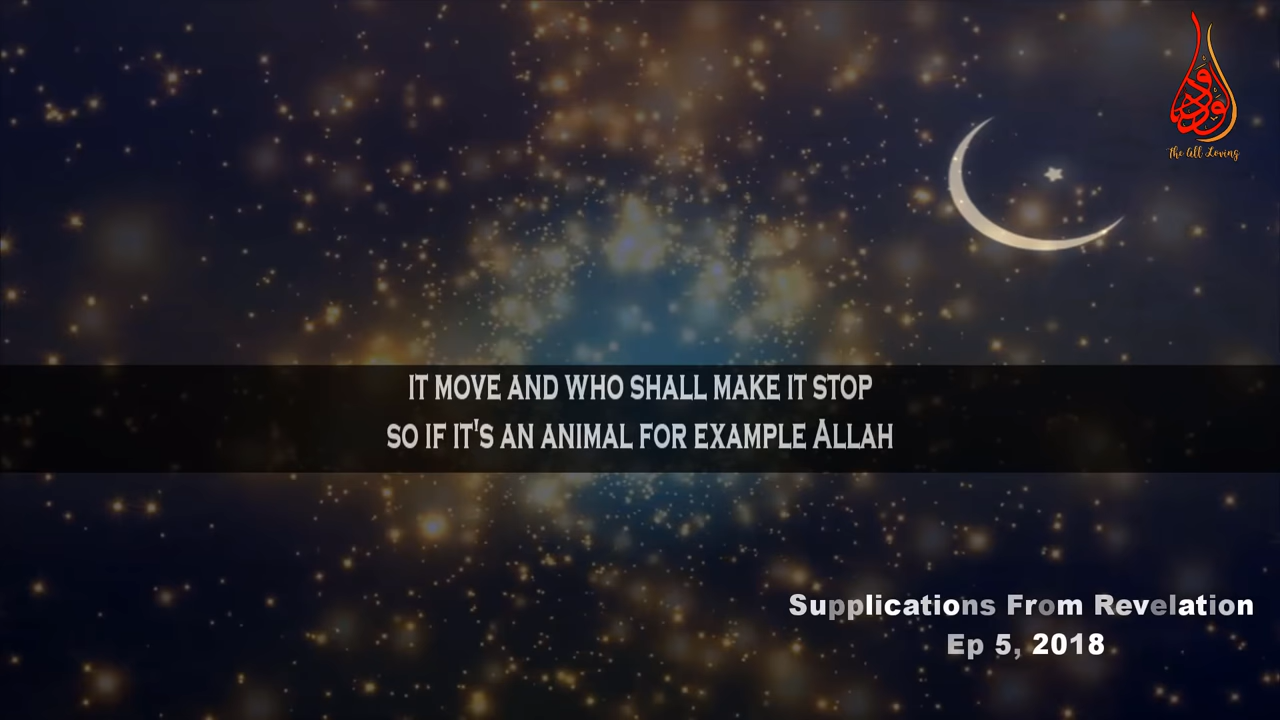 ودود
The All Loving
IT MOVE AND WHO SHALL MAKE IT STOP
SO IF IT'S AN ANIMAL FOR EXAMPLE ALLAH
Supplications From Revelation
Ep 5, 2018